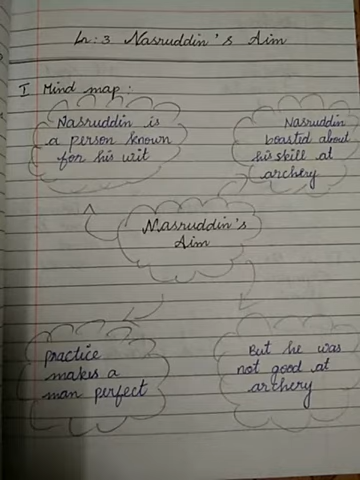 Ln: 3 Nasruddin's Aim
I Mind map:
Nasruddin is
a person known
for his wit
Nasruddin
boasted about
his skill at
archery
Nasruddin's
Aim
practice
makes a
man perfect
But he was
not good at
archery